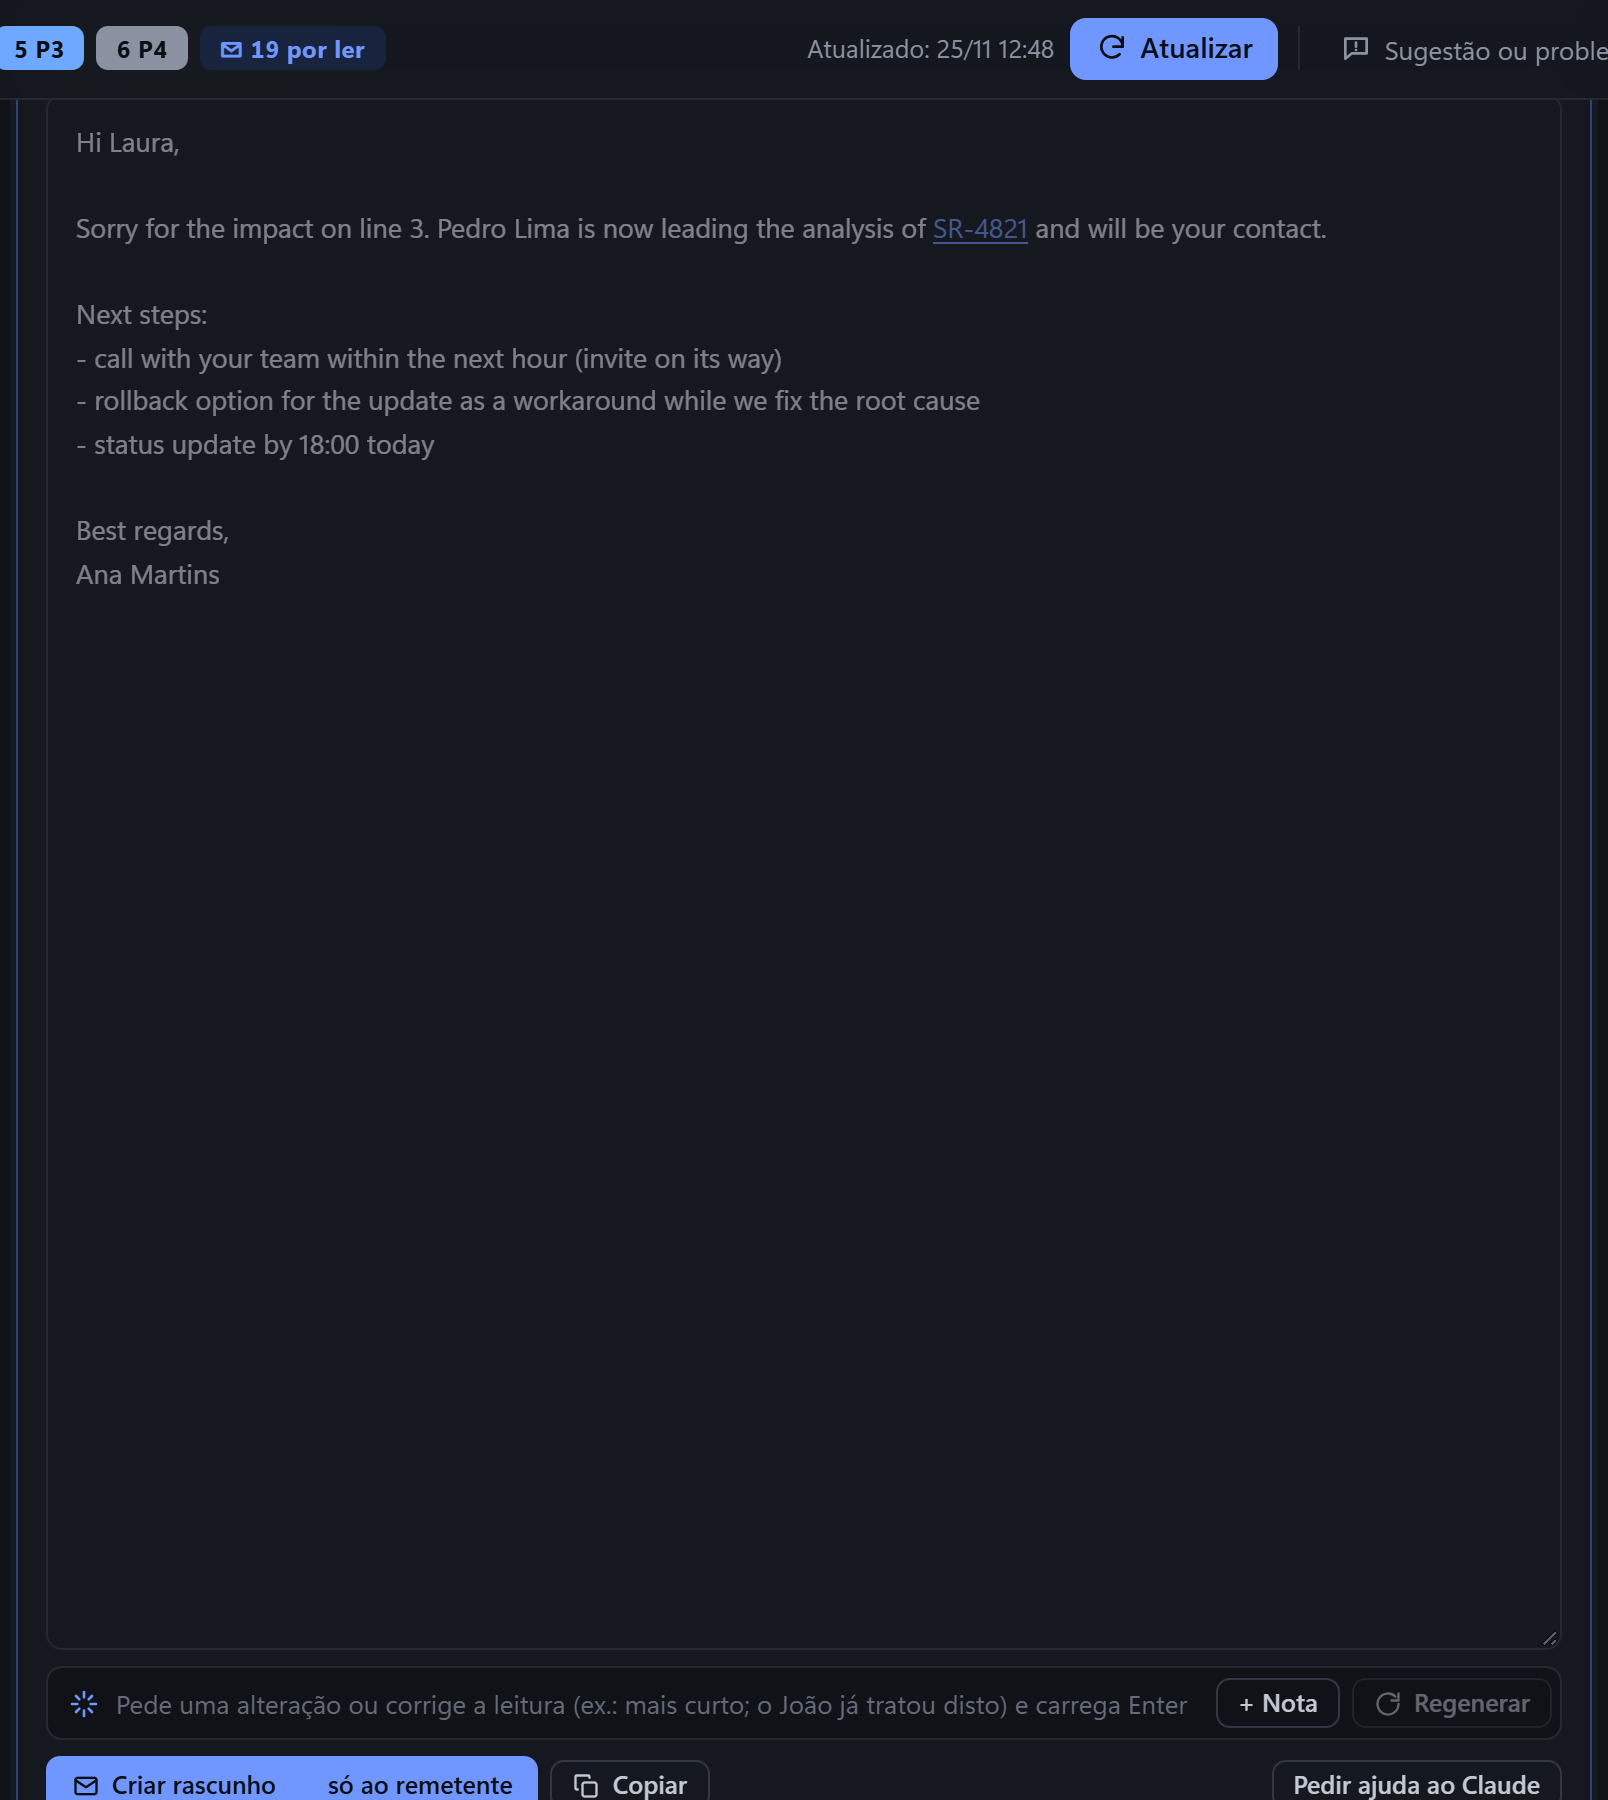 5 P3
6 P4
19 por ler
Atualizado: 25/11 12:48
Atualizar
Sugestão ou proble
Hi Laura,
Sorry for the impact on line 3. Pedro Lima is now leading the analysis of SR-4821 and will be your contact.
Next steps:
- call with your team within the next hour (invite on its way)
- rollback option for the update as a workaround while we fix the root cause
- status update by 18:00 today
Best regards,
Ana Martins
Pede uma alteração ou corrige a leitura (ex.: mais curto; o João já tratou disto) e carrega Enter
+ Nota
Regenerar
Criar rascunho
só ao remetente
Copiar
Pedir ajuda ao Claude